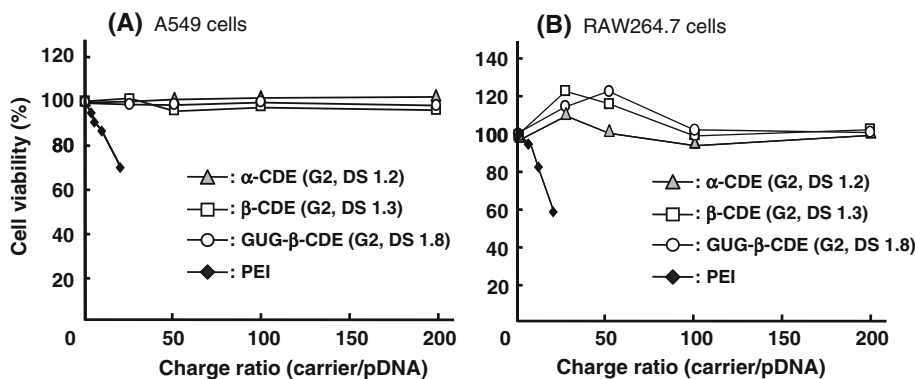 (A) A549 cells
120
100
80
60
40
20
0
50
100
150
200
Cell viability (%)
Charge ratio (carrier/pDNA)
: α-CDE (G2, DS 1.2)
: β-CDE (G2, DS 1.3)
: GUG-β-CDE (G2, DS 1.8)
: PEI
(B) RAW264.7 cells
140
120
100
80
60
40
20
0
50
100
150
200
Charge ratio (carrier/pDNA)
: α-CDE (G2, DS 1.2)
: β-CDE (G2, DS 1.3)
: GUG-β-CDE (G2, DS 1.8)
: PEI